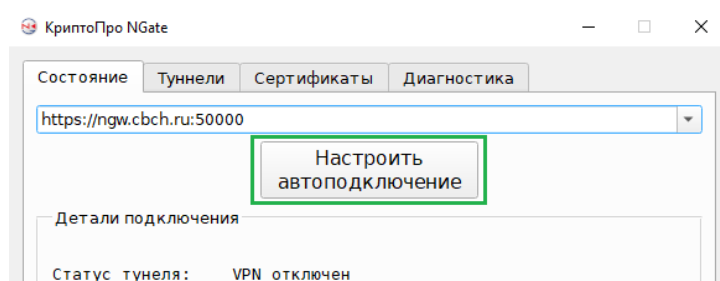 КриптоПро NGate
Состояние Туннели Сертификаты Диагностика
https://ngw.cbch.ru:50000
Настроить
автоподключение
Детали подключения
Статус тунеля: VPN отключен